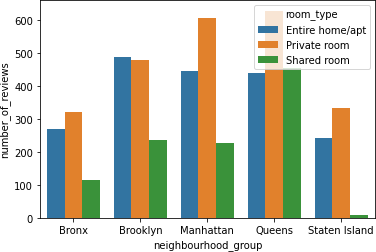 room_type
Entire home/apt
Private room
Shared room
number_of_reviews
600
500
400
300
200
100
0
Bronx Brooklyn Manhattan Queens Staten Island
neighbourhood_group